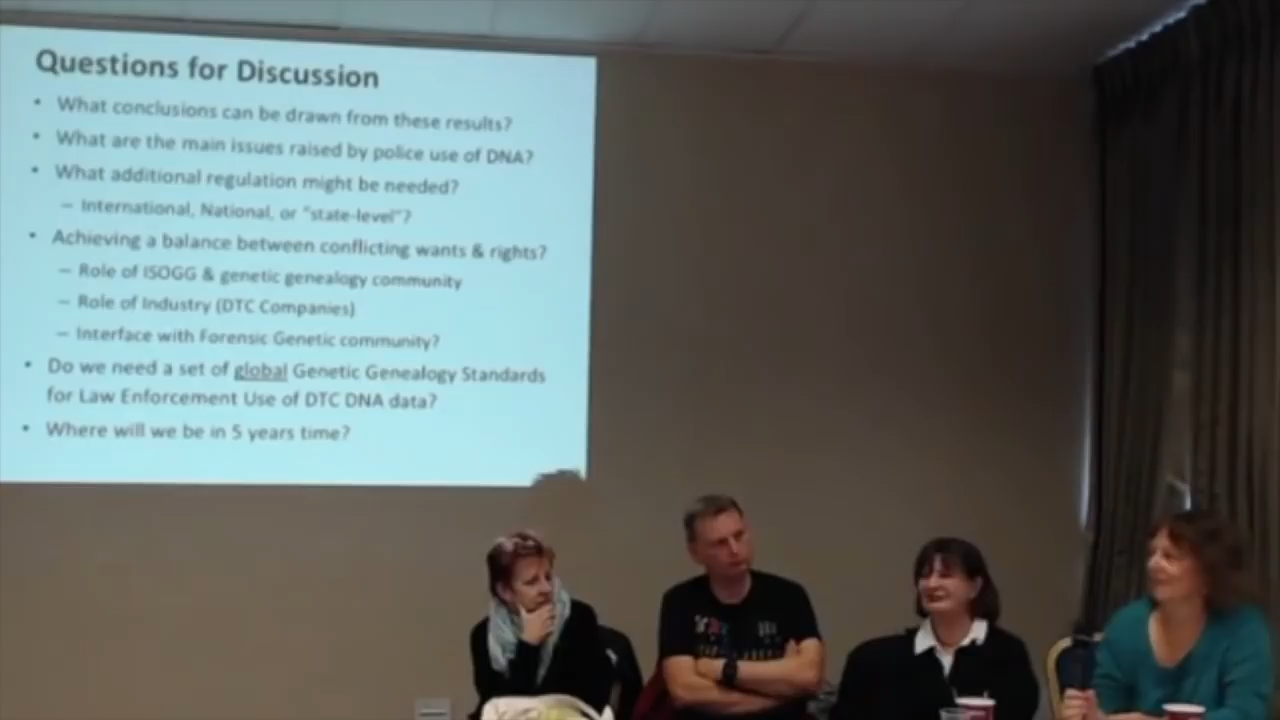 Questions for Discussion
• What conclusions can be drawn from these results?
• What are the main issues raised by police use of DNA?
• What additional regulation might be needed?
– International, National, or "state-level"?
• Achieving a balance between conflicting wants & rights?
– Role of ISOGG & genetic genealogy community
– Role of Industry (DTC Companies)
– Interface with Forensic Genetic community?
• Do we need a set of global Genetic Genealogy Standards
for Law Enforcement Use of DTC DNA data?
• Where will we be in 5 years time?